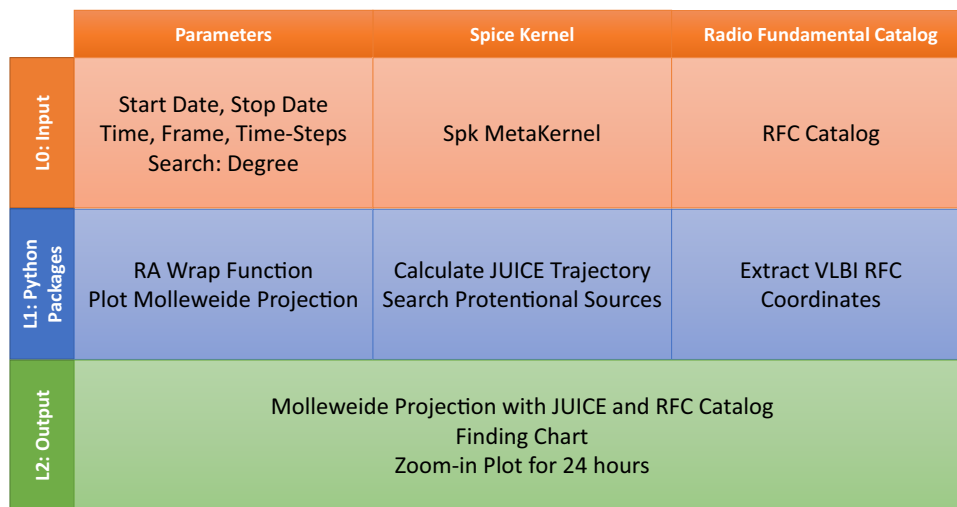 Parameters
Spice Kernel
Radio Fundamental Catalog
L0: Input
Start Date, Stop Date
Time, Frame, Time-Steps
Search: Degree
Spk MetaKernel
RFC Catalog
L1: Python
Packages
RA Wrap Function
Plot Molleweide Projection
Calculate JUICE Trajectory
Search Protentional Sources
Extract VLBI RFC
Coordinates
L2: Output
Molleweide Projection with JUICE and RFC Catalog
Finding Chart
Zoom-in Plot for 24 hours